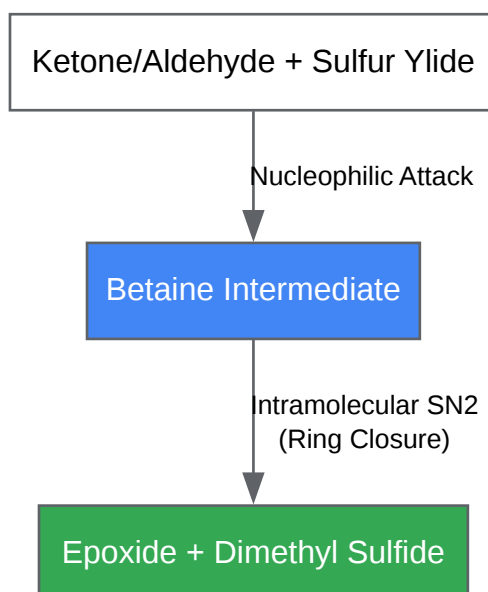 Ketone/Aldehyde + Sulfur Ylide
Nucleophilic Attack
Betaine Intermediate
Intramolecular SN2
(Ring Closure)
Epoxide + Dimethyl Sulfide